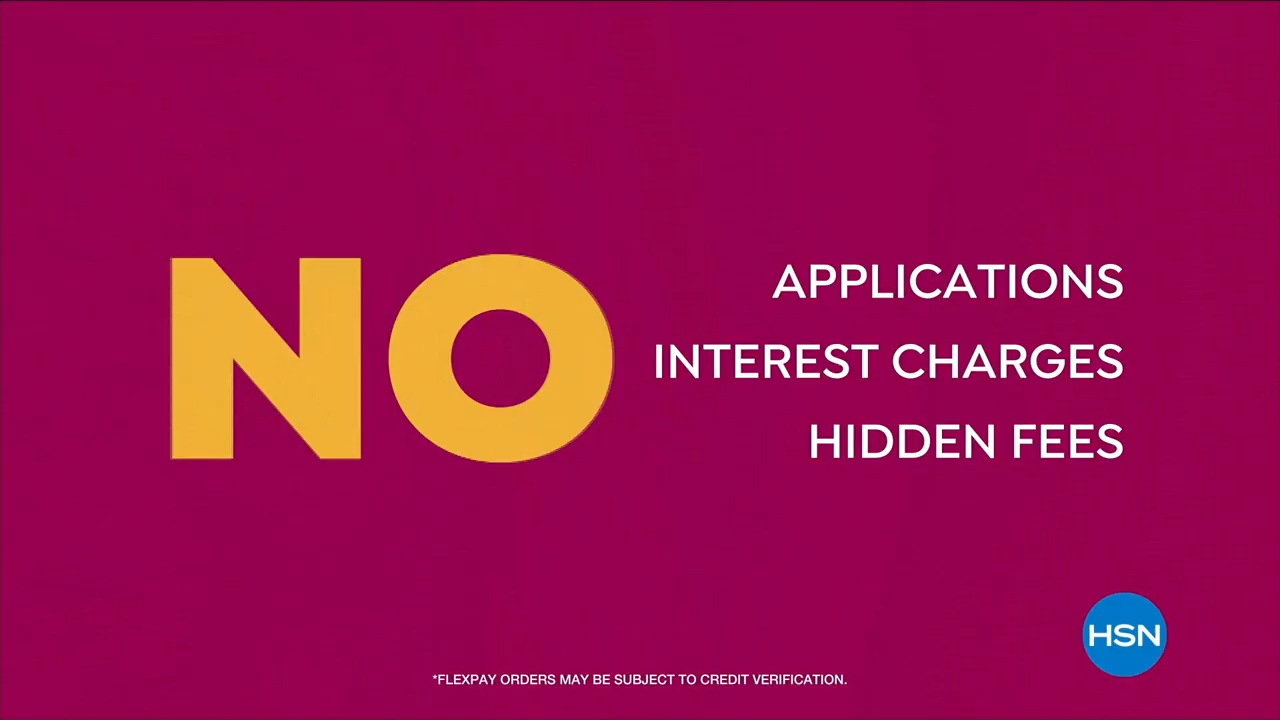 NO
APPLICATIONS
INTEREST CHARGES
HIDDEN FEES
HSN
*FLEXPAY ORDERS MAY BE SUBJECT TO CREDIT VERIFICATION.